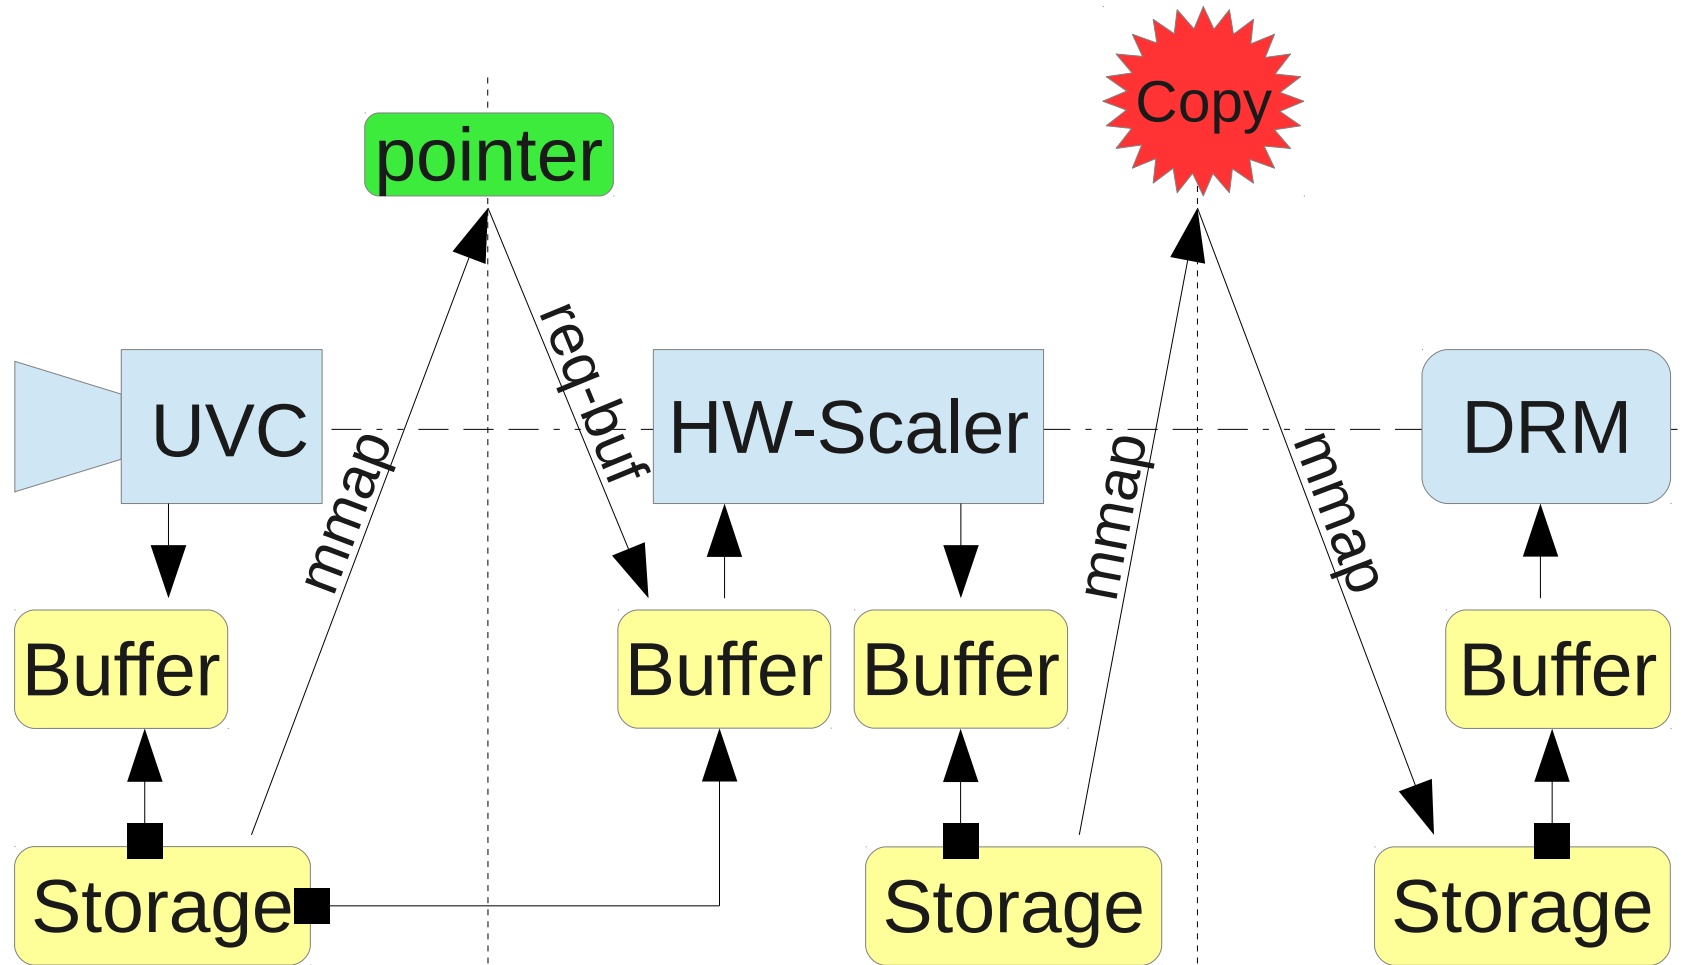 Copy
pointer
req-buf
UVC
HW-Scaler
DRM
mmap
mmap
mmap
Buffer
Buffer
Buffer
Buffer
Storage
Storage
Storage